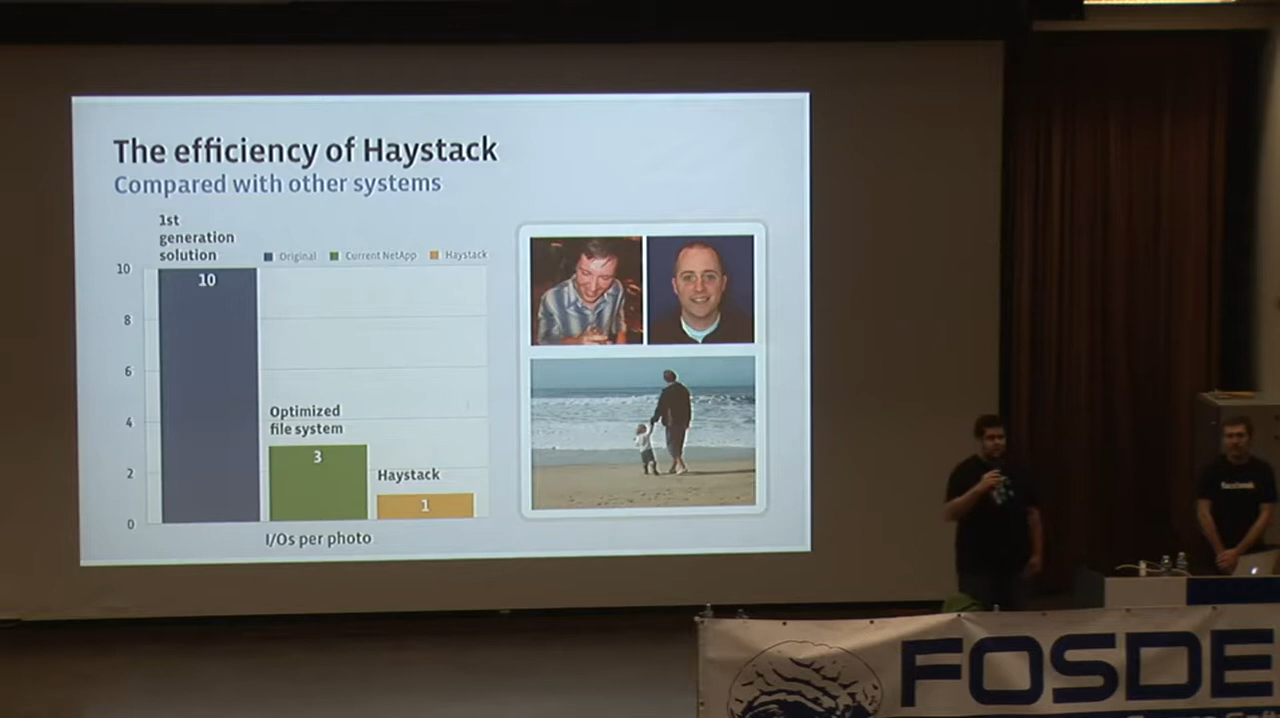 The efficiency of Haystack
Compared with other systems
1st
generation
solution
Original
Current NetApp
Haystack
10
8
6
4
2
0
10
Optimized
file system
3
Haystack
1
I/Os per photo
facebook
FOSDE